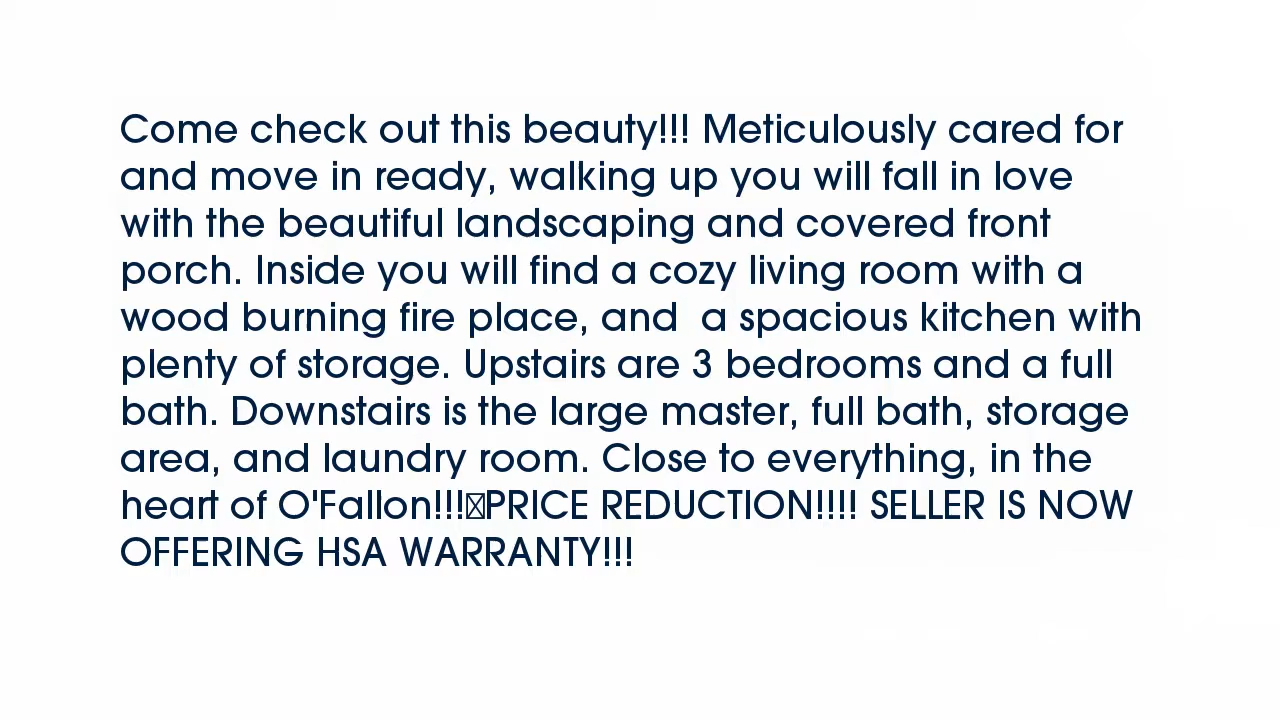 Come check out this beauty!!! Meticulously cared for
and move in ready, walking up you will fall in love
with the beautiful landscaping and covered front
porch. Inside you will find a cozy living room with a
wood burning fire place, and  a spacious kitchen with
plenty of storage. Upstairs are 3 bedrooms and a full
bath. Downstairs is the large master, full bath, storage
area, and laundry room. Close to everything, in the
heart of O'Fallon!!!PRICE REDUCTION!!!! SELLER IS NOW
OFFERING HSA WARRANTY!!!